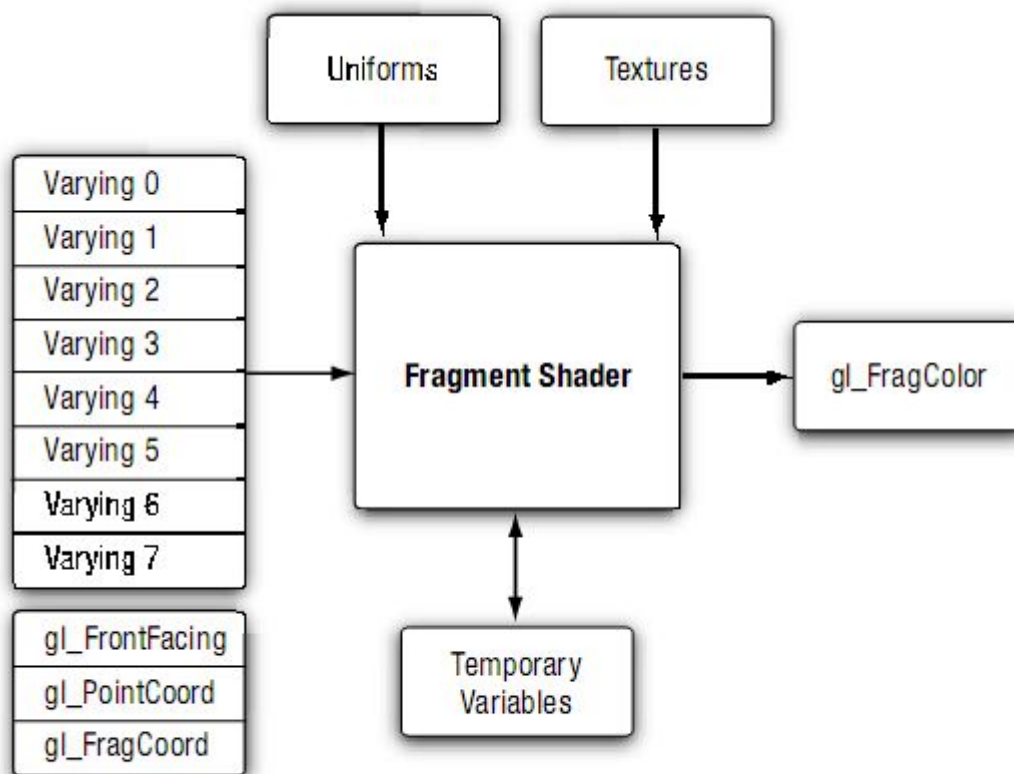 Uniforms
Textures
Varying 0
Varying 1
Varying 2
Varying 3
Varying 4
Varying 5
Varying 6
Varying 7
Fragment Shader
gl_FragColor
gl_FrontFacing
gl_PointCoord
gl_FragCoord
Temporary
Variables